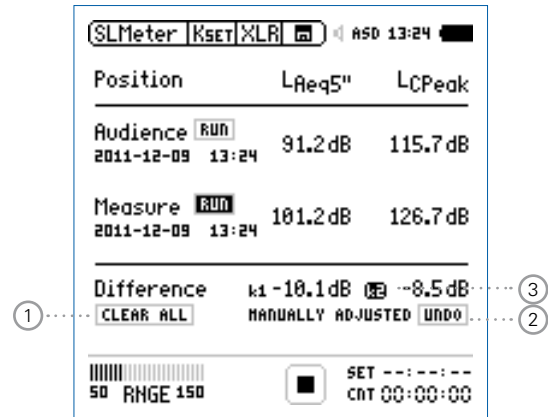 SLMeter KSET XLR ASD 13:24
Position LAeq5" LCPeak
Audience RUN 91.2dB 115.7dB
2011-12-09 13:24
Measure RUN 101.2dB 126.7dB
2011-12-09 13:24
Difference k1 -10.1dB -8.5dB 3
1 CLEAR ALL MANUALLY ADJUSTED UNDO 2
SET --:--:--
50 RNGE 150 CNT 00:00:00